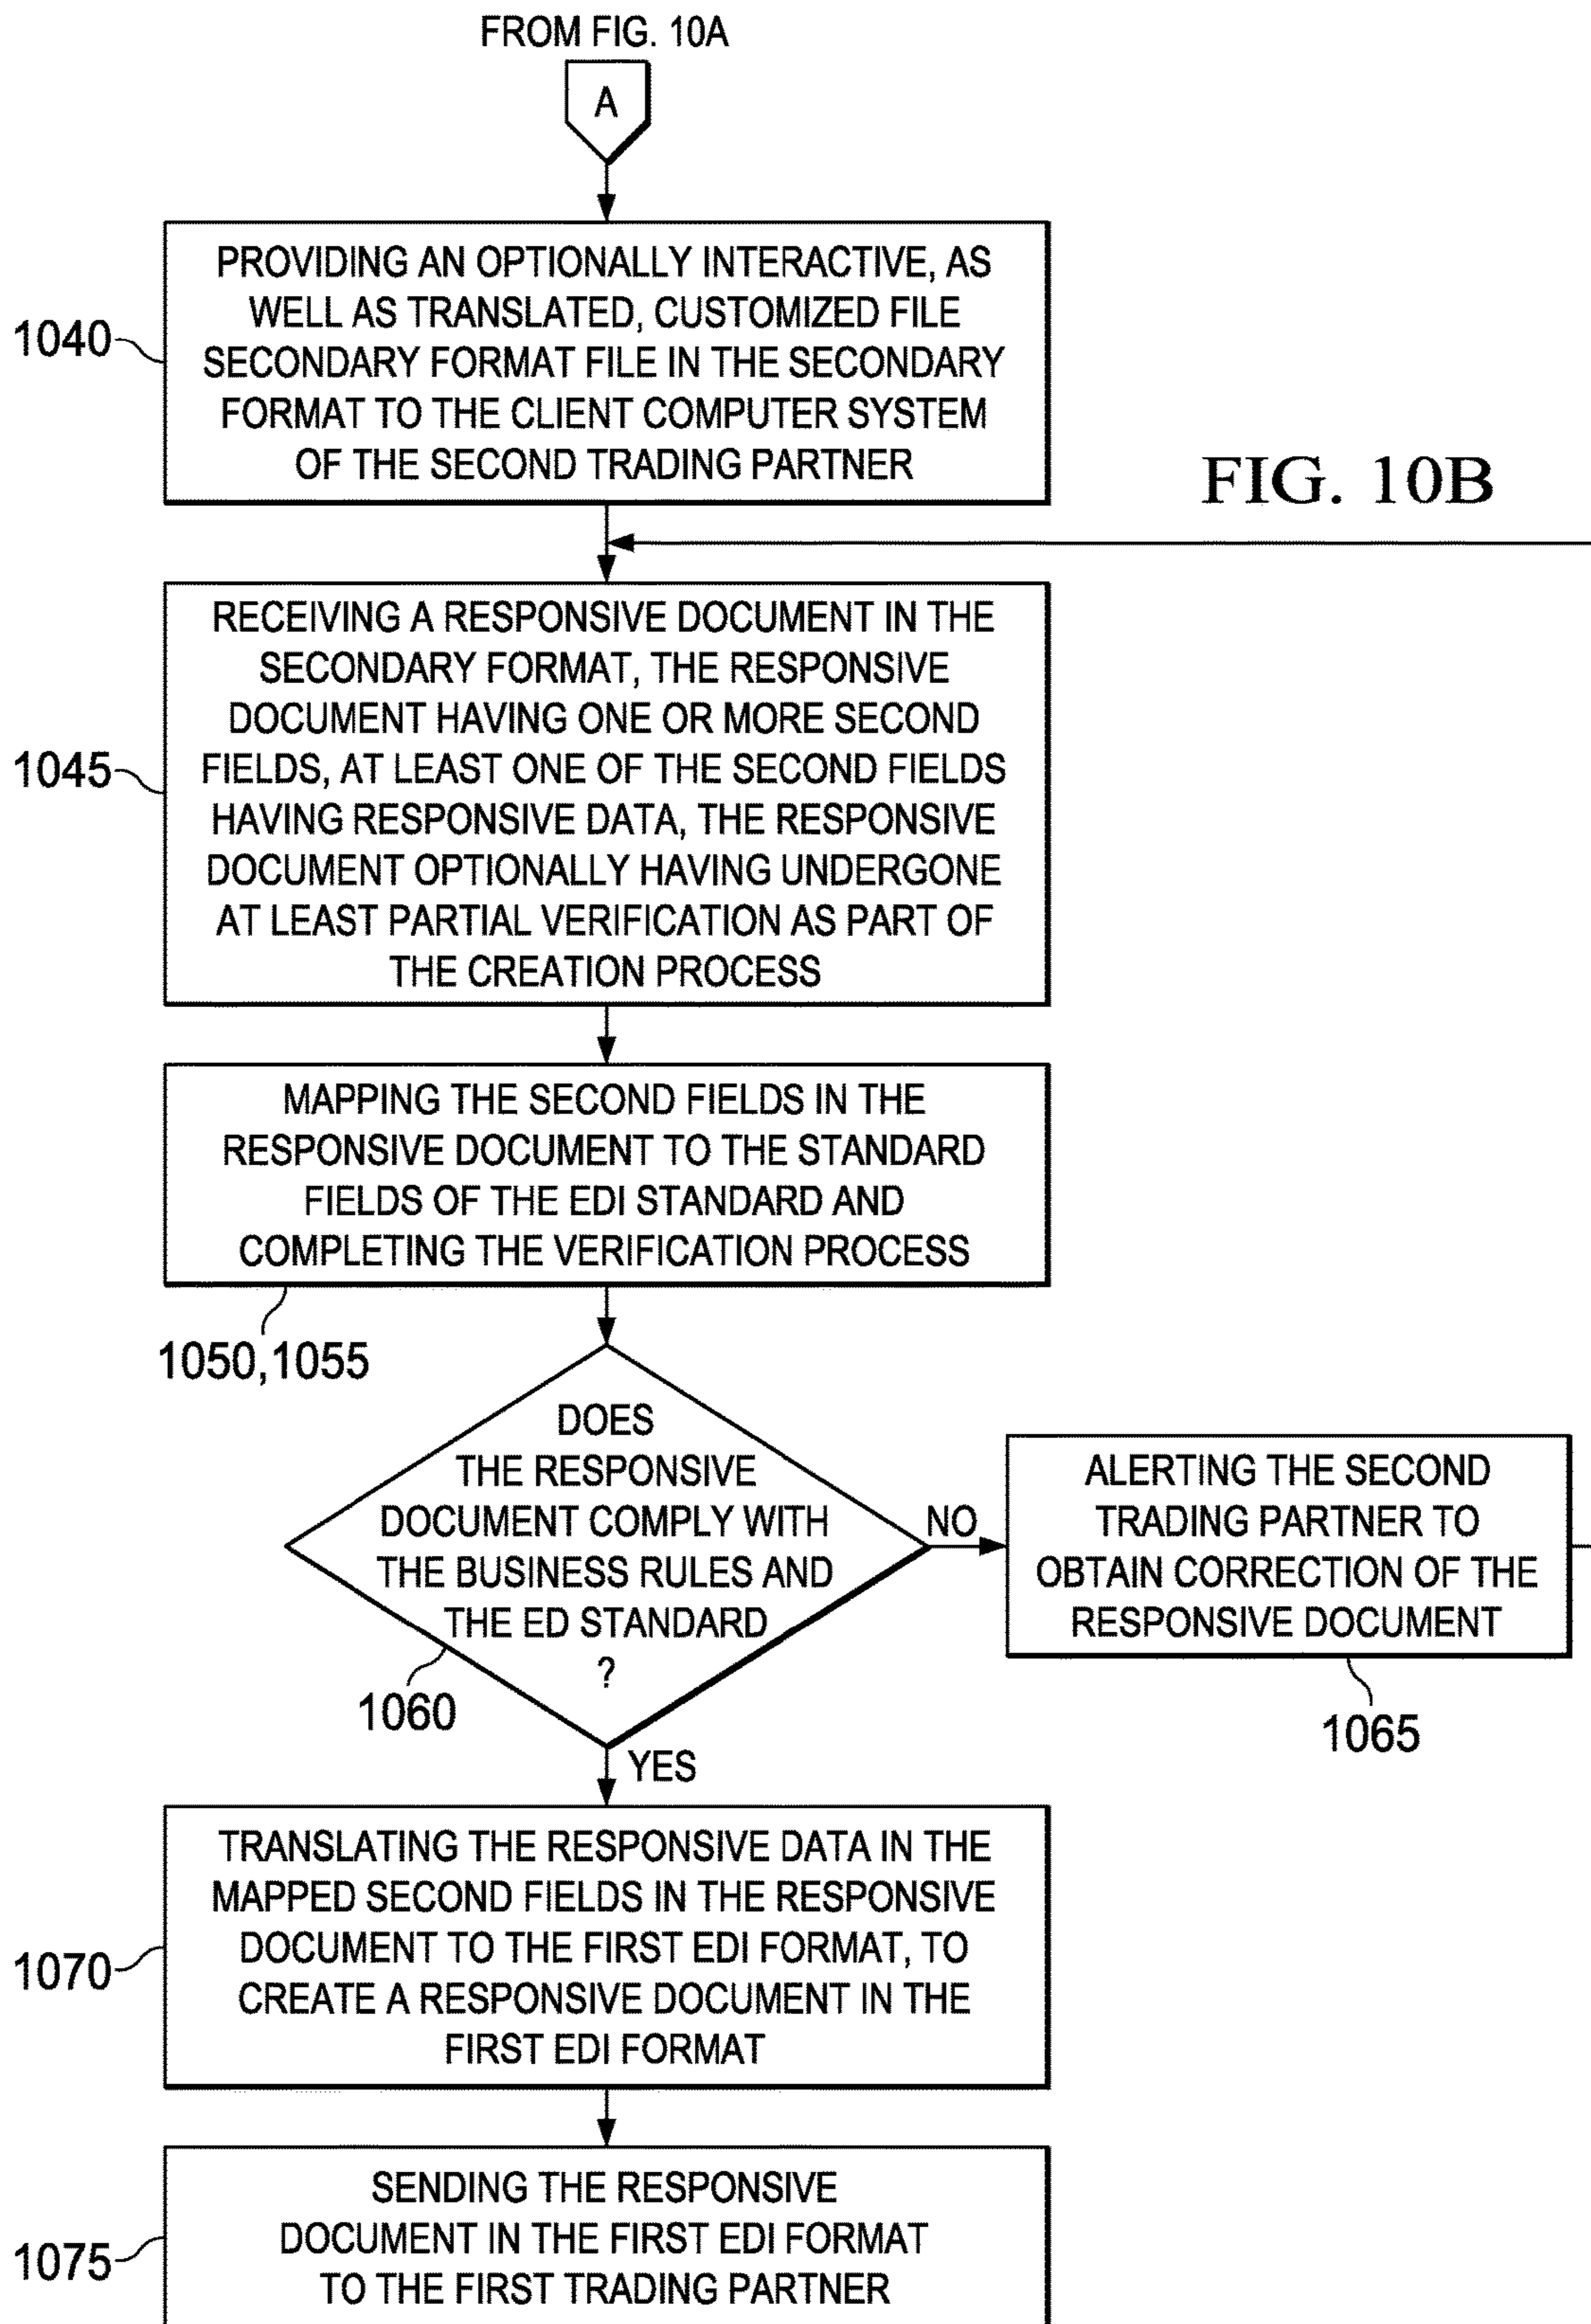 FROM FIG. 10A
A
PROVIDING AN OPTIONALLY INTERACTIVE, AS
WELL AS TRANSLATED, CUSTOMIZED FILE
SECONDARY FORMAT FILE IN THE SECONDARY
FORMAT TO THE CLIENT COMPUTER SYSTEM
OF THE SECOND TRADING PARTNER
1040
FIG. 10B
RECEIVING A RESPONSIVE DOCUMENT IN THE
SECONDARY FORMAT, THE RESPONSIVE
DOCUMENT HAVING ONE OR MORE SECOND
FIELDS, AT LEAST ONE OF THE SECOND FIELDS
HAVING RESPONSIVE DATA, THE RESPONSIVE
DOCUMENT OPTIONALLY HAVING UNDERGONE
AT LEAST PARTIAL VERIFICATION AS PART OF
THE CREATION PROCESS
1045
MAPPING THE SECOND FIELDS IN THE
RESPONSIVE DOCUMENT TO THE STANDARD
FIELDS OF THE EDI STANDARD AND
COMPLETING THE VERIFICATION PROCESS
1050,1055
DOES
THE RESPONSIVE
DOCUMENT COMPLY WITH
THE BUSINESS RULES AND
THE ED STANDARD
?
1060
NO
ALERTING THE SECOND
TRADING PARTNER TO
OBTAIN CORRECTION OF THE
RESPONSIVE DOCUMENT
1065
YES
TRANSLATING THE RESPONSIVE DATA IN THE
MAPPED SECOND FIELDS IN THE RESPONSIVE
DOCUMENT TO THE FIRST EDI FORMAT, TO
CREATE A RESPONSIVE DOCUMENT IN THE
FIRST EDI FORMAT
1070
SENDING THE RESPONSIVE
DOCUMENT IN THE FIRST EDI FORMAT
TO THE FIRST TRADING PARTNER
1075